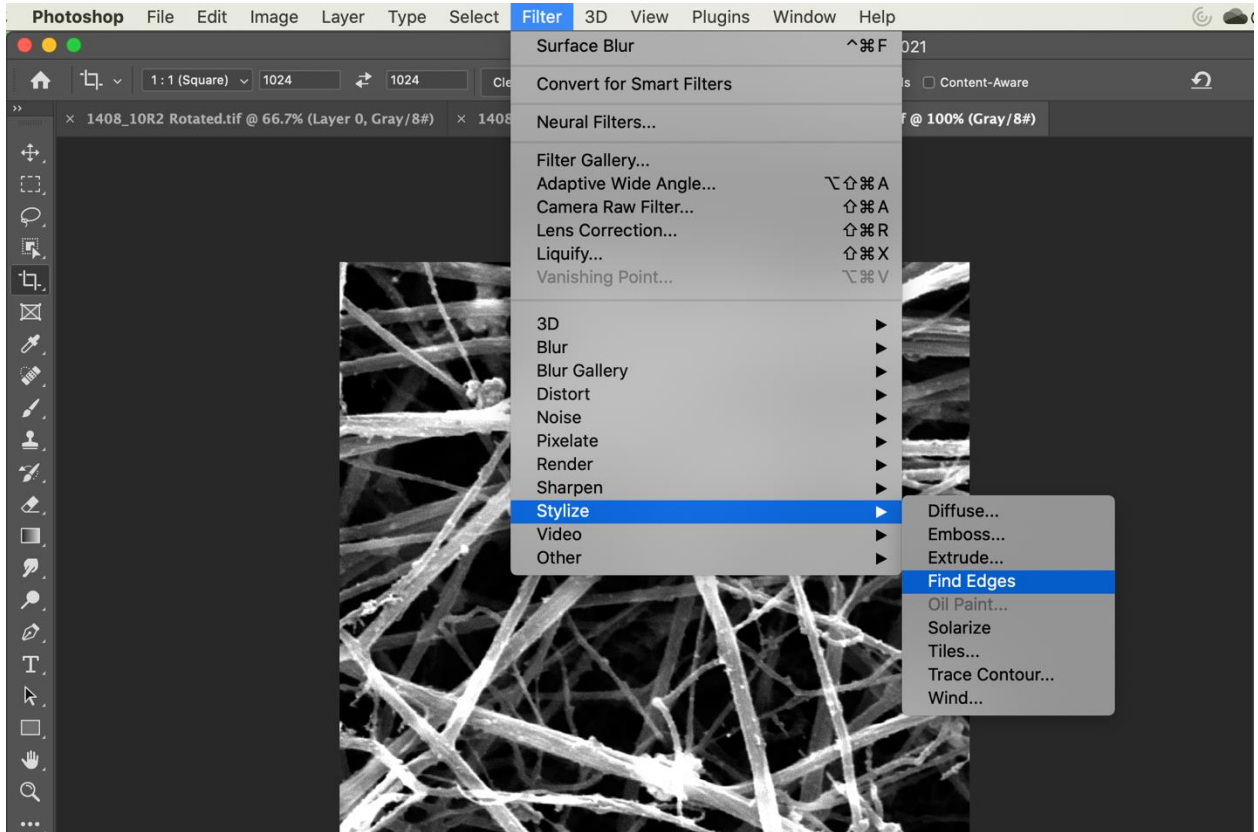 Photoshop File Edit Image Layer Type Select Filter 3D View Plugins Window Help
021
1 : 1 (Square) 1024 1024 Cle Content-Aware
× 1408_10R2 Rotated.tif @ 66.7% (Layer 0, Gray/8#) × 1408 f @ 100% (Gray/8#)
Surface Blur ^⌘F
Convert for Smart Filters
Neural Filters...
Filter Gallery...
Adaptive Wide Angle... ⌥⇧⌘A
Camera Raw Filter... ⇧⌘A
Lens Correction... ⇧⌘R
Liquify... ⇧⌘X
Vanishing Point... ⌥⌘V
3D
Blur
Blur Gallery
Distort
Noise
Pixelate
Render
Sharpen
Stylize
Video
Other
Diffuse...
Emboss...
Extrude...
Find Edges
Oil Paint...
Solarize
Tiles...
Trace Contour...
Wind...